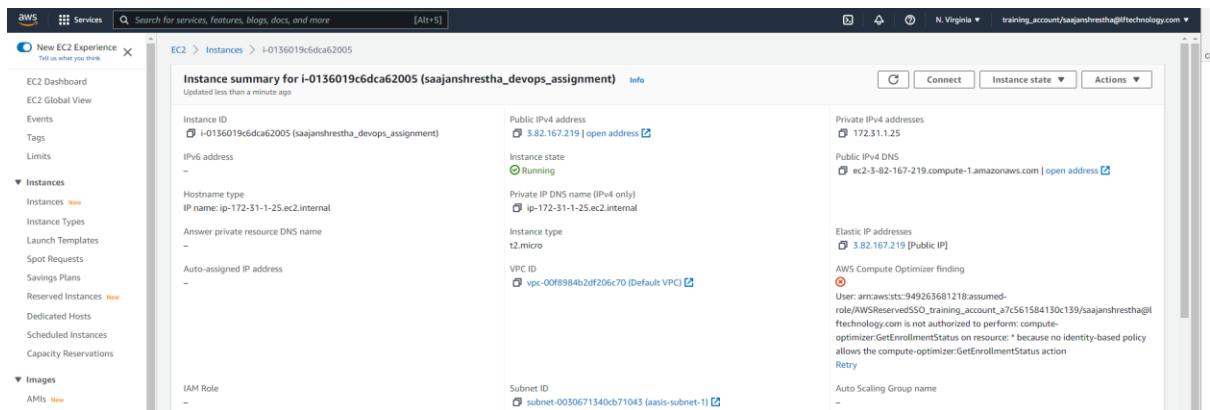 aws
Services
Search for services, features, blogs, docs, and more [Alt+S]
N. Virginia ▼
training_account/saajanshrestha@lftechnology.com ▼
New EC2 Experience
Tell us what you think
EC2 Dashboard
EC2 Global View
Events
Tags
Limits
▼ Instances
Instances New
Instance Types
Launch Templates
Spot Requests
Savings Plans
Reserved Instances New
Dedicated Hosts
Scheduled Instances
Capacity Reservations
▼ Images
AMIs New
EC2 > Instances > i-0136019c6dca62005
Instance summary for i-0136019c6dca62005 (saajanshrestha_devops_assignment) Info
Updated less than a minute ago
Connect
Instance state ▼
Actions ▼
Instance ID
i-0136019c6dca62005 (saajanshrestha_devops_assignment)
Public IPv4 address
3.82.167.219 | open address
Private IPv4 addresses
172.31.1.25
IPv6 address
–
Instance state
Running
Public IPv4 DNS
ec2-3-82-167-219.compute-1.amazonaws.com | open address
Hostname type
IP name: ip-172-31-1-25.ec2.internal
Private IP DNS name (IPv4 only)
ip-172-31-1-25.ec2.internal
Answer private resource DNS name
–
Instance type
t2.micro
Elastic IP addresses
3.82.167.219 [Public IP]
Auto-assigned IP address
–
VPC ID
vpc-00f8984b2df206c70 (Default VPC)
AWS Compute Optimizer finding
User: arn:aws:sts::949263681218:assumed-
role/AWSReservedSSO_training_account_a7c561584130c139/saajanshrestha@l
ftechnology.com is not authorized to perform: compute-
optimizer:GetEnrollmentStatus on resource: * because no identity-based policy
allows the compute-optimizer:GetEnrollmentStatus action
Retry
IAM Role
–
Subnet ID
subnet-0030671340cb71043 (aasis-subnet-1)
Auto Scaling Group name
–